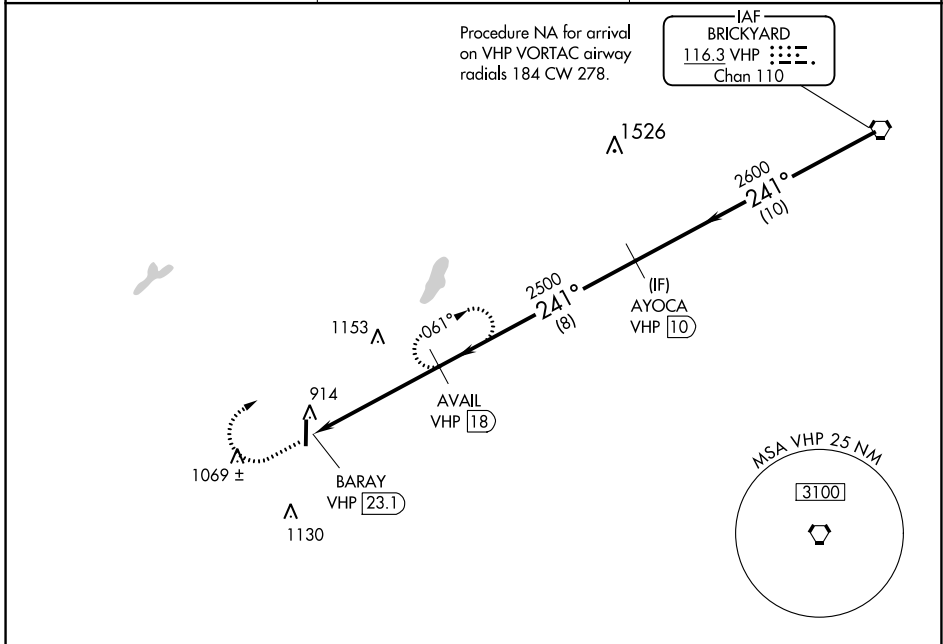 Procedure NA for arrival
on VHP VORTAC airway
radials 184 CW 278.
IAF
BRICKYARD
116.3 VHP
Chan 110
1526
2600
241°
(10)
2500
241°
(8)
(IF)
AYOCA
VHP 10
1153
061°
AVAIL
VHP 18
914
1069 ±
BARAY
VHP 23.1
1130
MSA VHP 25 NM
3100